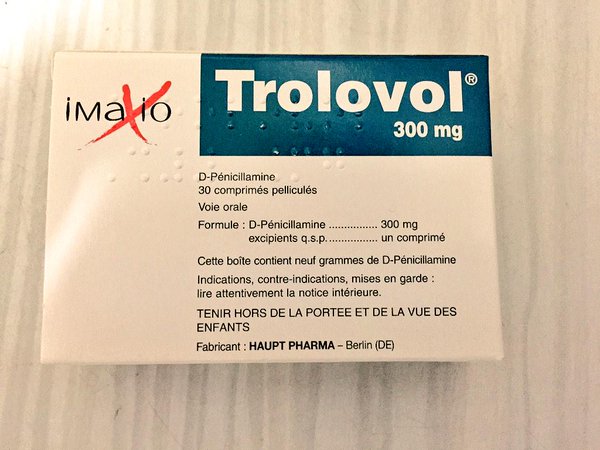 imaXio
Trolovol®
300 mg
D-Pénicillamine
30 comprimés pelliculés
Voie orale
Formule : D-Pénicillamine ................ 300 mg
excipients q.s.p. ................ un comprimé
Cette boîte contient neuf grammes de D-Pénicillamine
Indications, contre-indications, mises en garde :
lire attentivement la notice intérieure.
TENIR HORS DE LA PORTEE ET DE LA VUE DES
ENFANTS
Fabricant : HAUPT PHARMA – Berlin (DE)